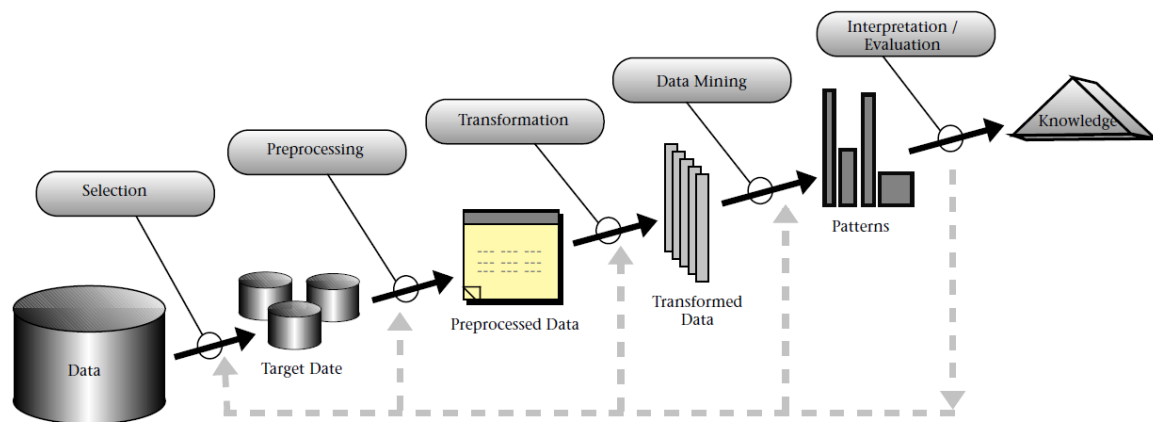 Interpretation /
Evaluation
Data Mining
Knowledge
Transformation
Preprocessing
Selection
Patterns
Transformed
Data
Preprocessed Data
Target Date
Data